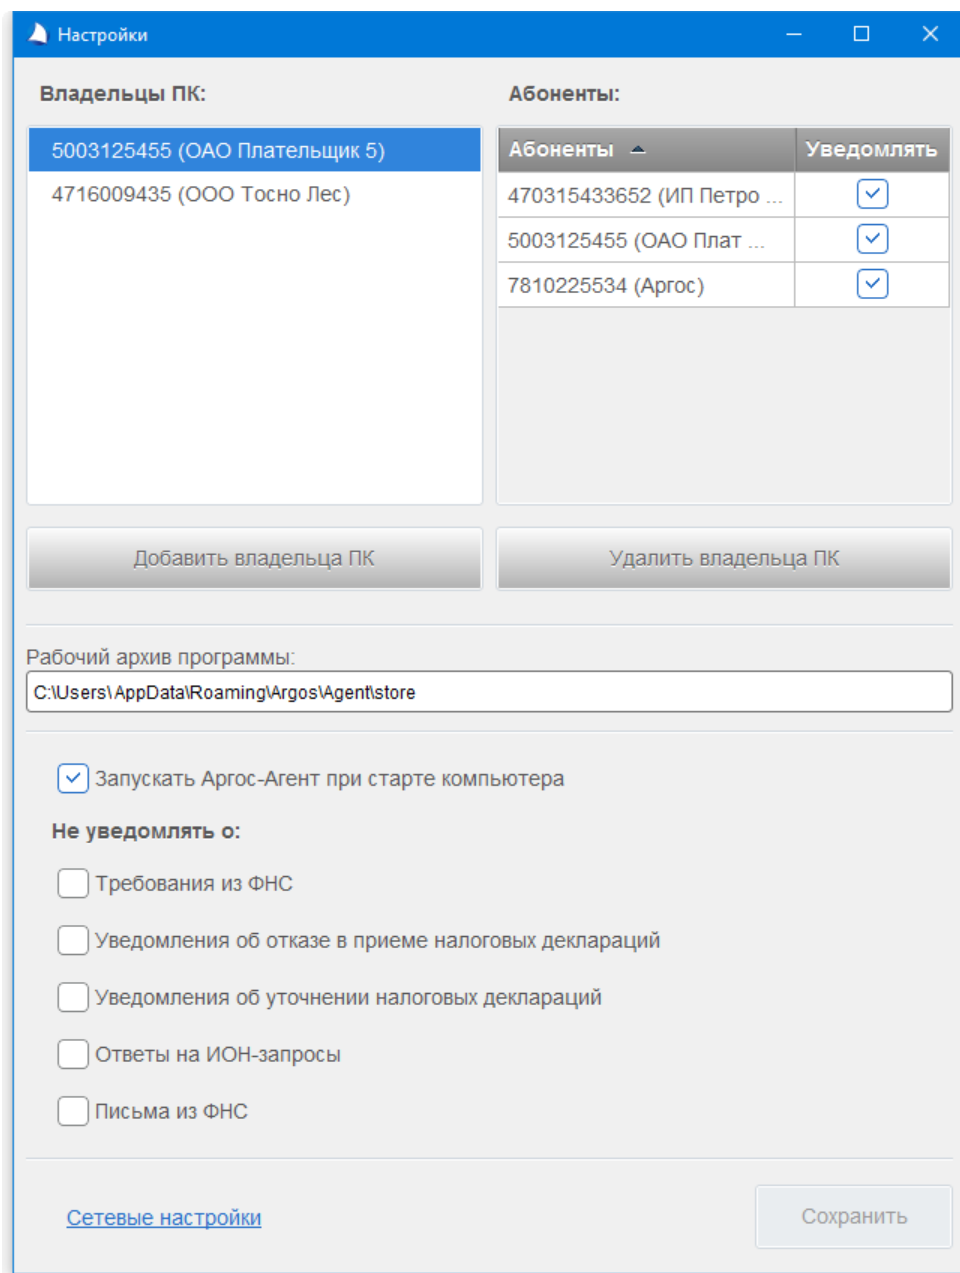 Настройки
Владельцы ПК:
Абоненты:
5003125455 (ОАО Плательщик 5)
4716009435 (ООО Тосно Лес)
Абоненты Уведомлять
470315433652 (ИП Петро ...
5003125455 (ОАО Плат ...
7810225534 (Аргос)
Добавить владельца ПК
Удалить владельца ПК
Рабочий архив программы:
C:\Users\AppData\Roaming\Argos\Agent\store
Запускать Аргос-Агент при старте компьютера
Не уведомлять о:
Требования из ФНС
Уведомления об отказе в приеме налоговых деклараций
Уведомления об уточнении налоговых деклараций
Ответы на ИОН-запросы
Письма из ФНС
Сетевые настройки
Сохранить